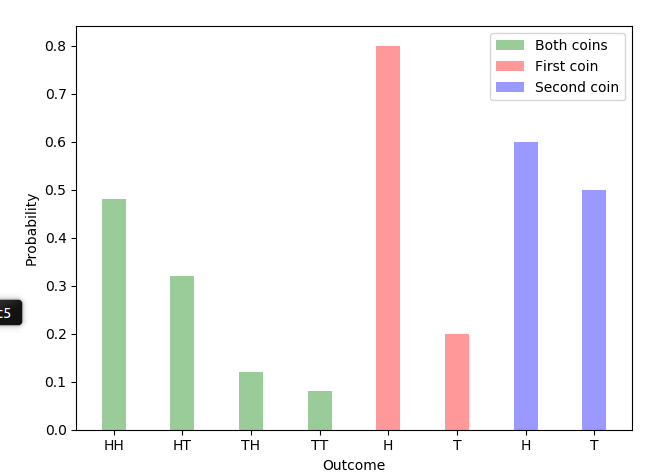 0.8
0.7
0.6
0.5
0.4
0.3
0.2
0.1
0.0
Probability
Both coins
First coin
Second coin
HH HT TH TT H T H T
Outcome